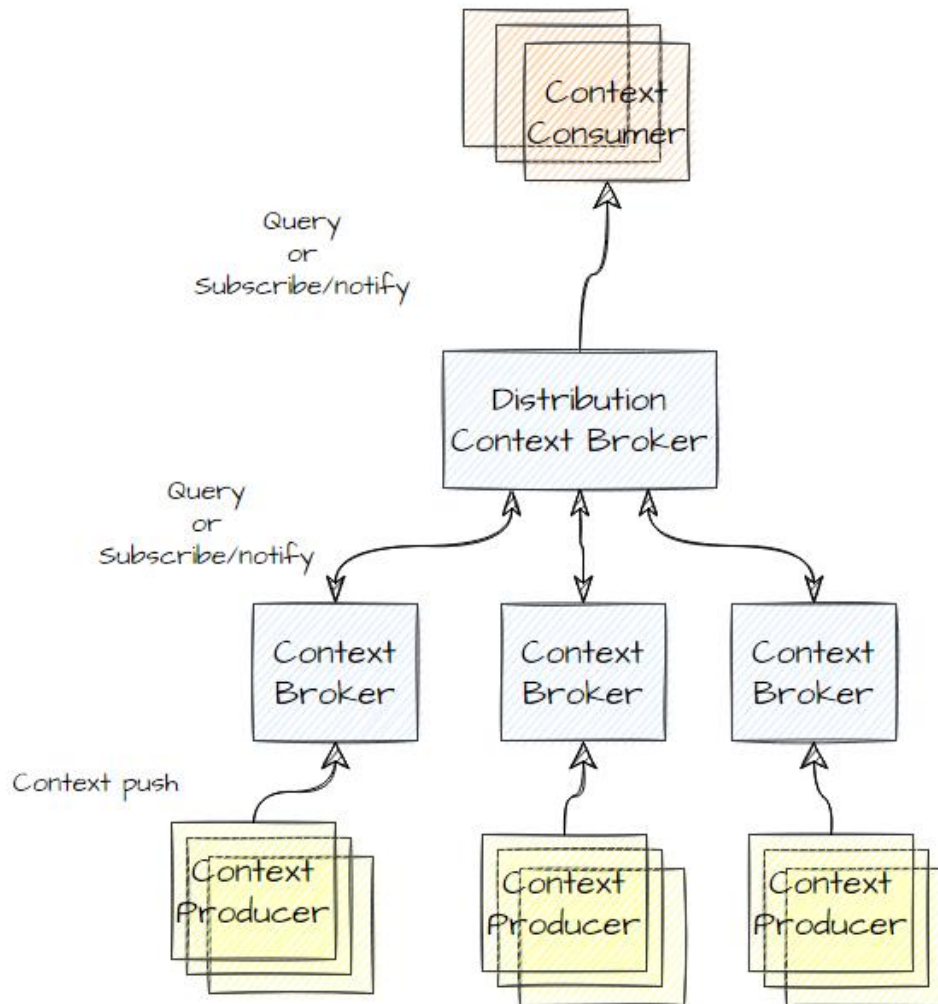 Context
Consumer
Query
or
Subscribe/notify
Distribution
Context Broker
Query
or
Subscribe/notify
Context
Broker
Context
Broker
Context
Broker
Context push
Context
Producer
Context
Producer
Context
Producer